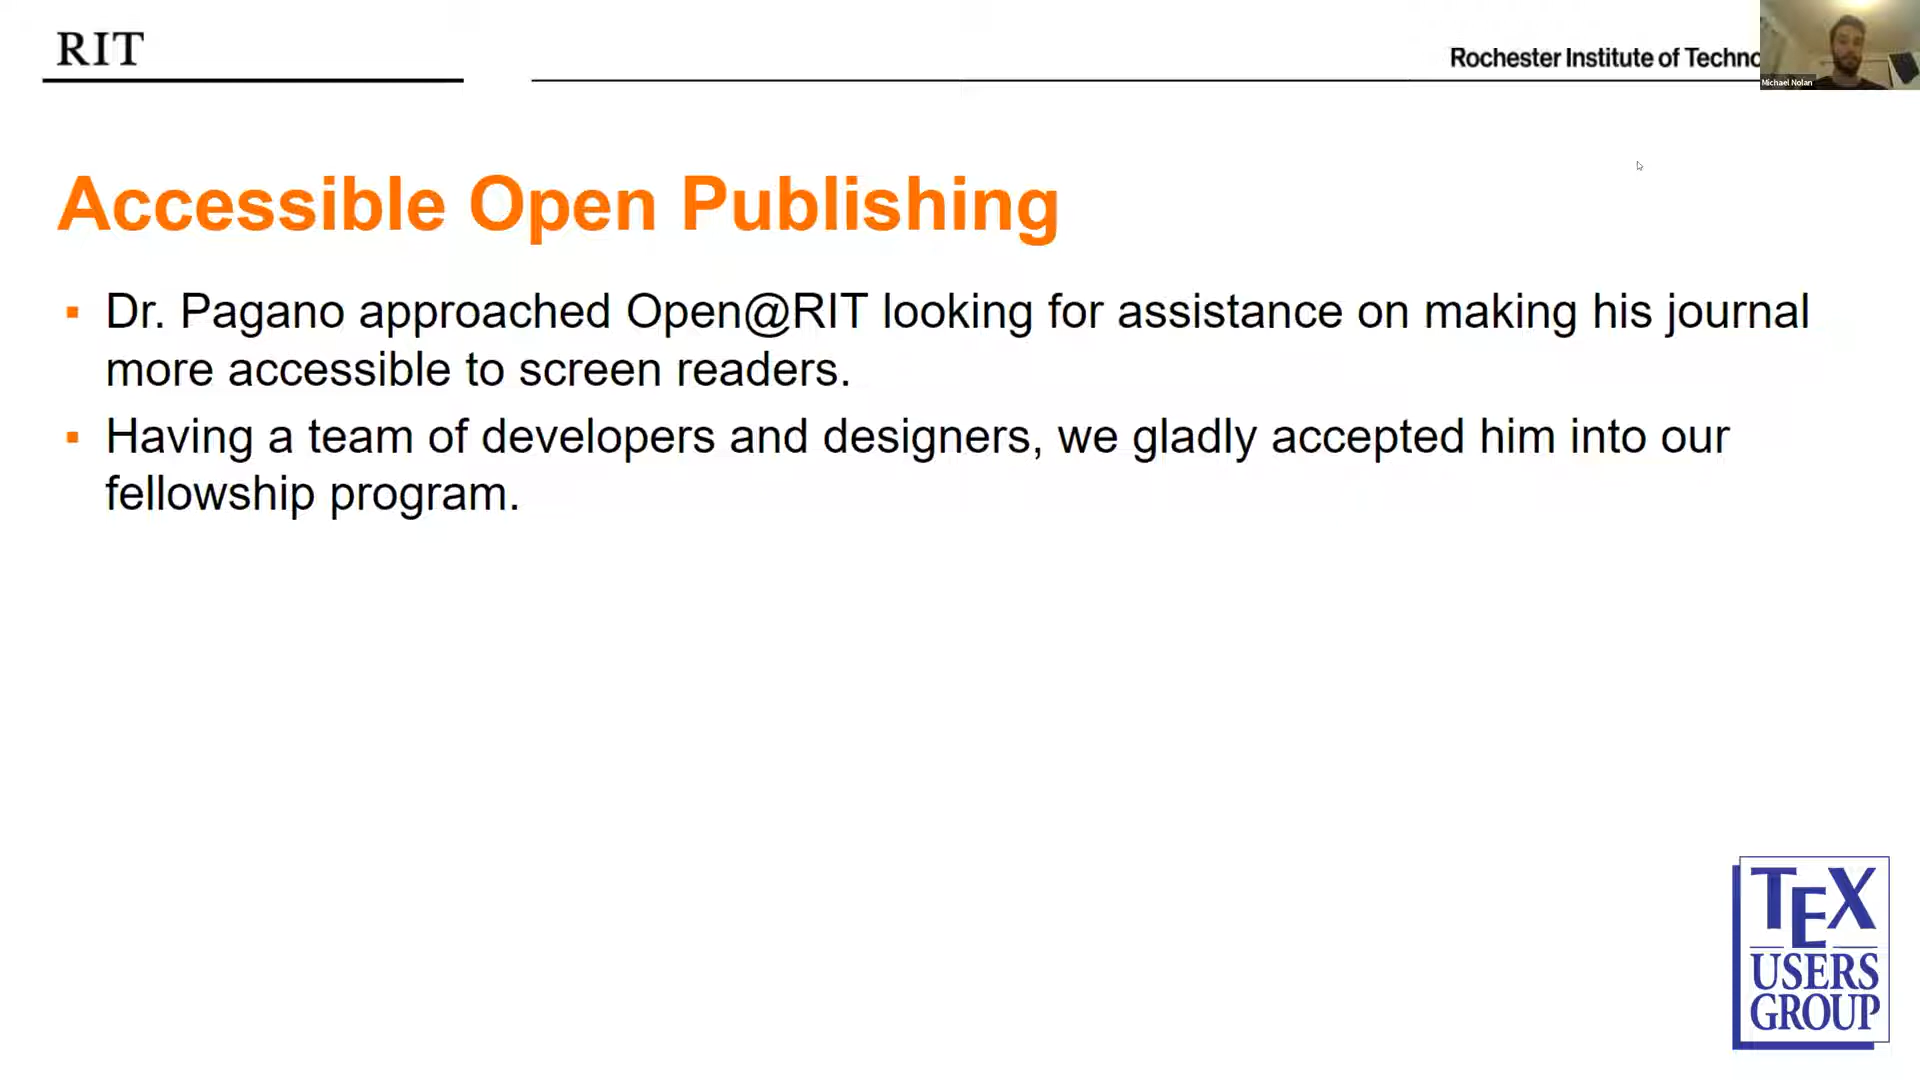 RIT
Rochester Institute of Techno
Michael Nolan
Accessible Open Publishing
▪ Dr. Pagano approached Open@RIT looking for assistance on making his journal
more accessible to screen readers.
▪ Having a team of developers and designers, we gladly accepted him into our
fellowship program.
TEX
USERS
GROUP